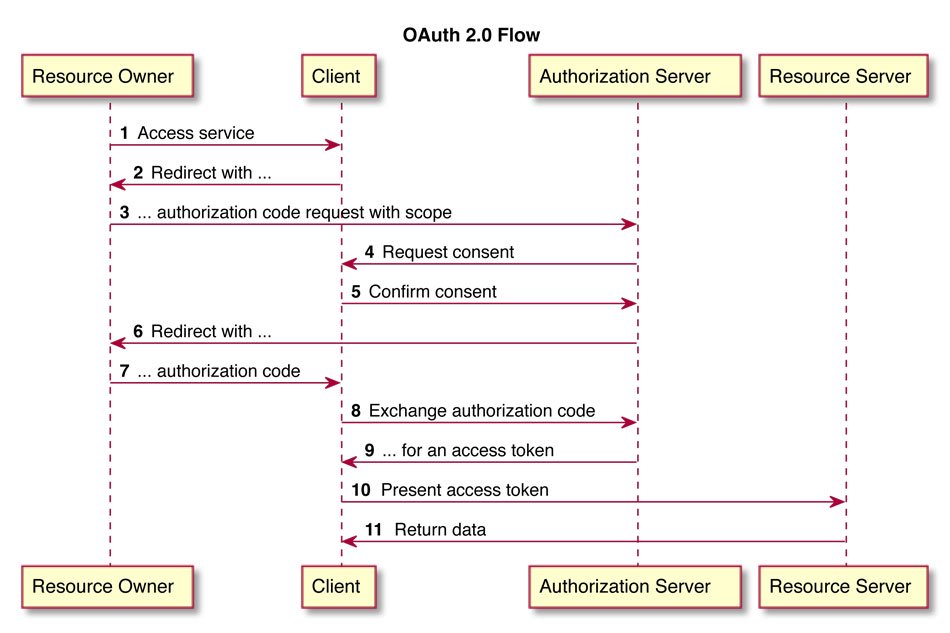 OAuth 2.0 Flow
Resource Owner Client Authorization Server Resource Server
1 Access service
2 Redirect with ...
3 ... authorization code request with scope
4 Request consent
5 Confirm consent
6 Redirect with ...
7 ... authorization code
8 Exchange authorization code
9 ... for an access token
10 Present access token
11 Return data
Resource Owner Client Authorization Server Resource Server